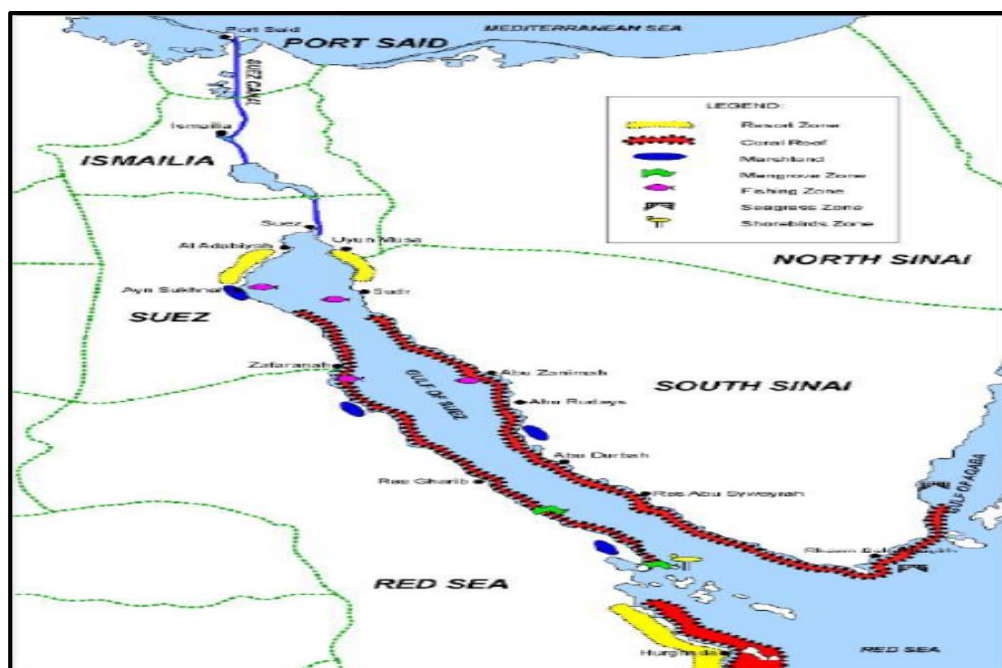 MEDITERRANEAN SEA
Port Said
PORT SAID
SUEZ CANAL
LEGEND:
Resort Zone
Coral Reef
Marshland
Mangrove Zone
Fishing Zone
Seagrass Zone
Shorebirds Zone
Ismailia
ISMAILIA
Suez
Al Adabiyah
Uyun Musa
NORTH SINAI
Ayn Sukhnah
Sudr
SUEZ
Zafaranah
Abu Zanimah
SOUTH SINAI
GULF OF SUEZ
Abu Rudays
Abu Durbah
Ras Gharib
Ras Abu Suwayrah
GULF OF AQABA
RED SEA
Hurghada
RED SEA